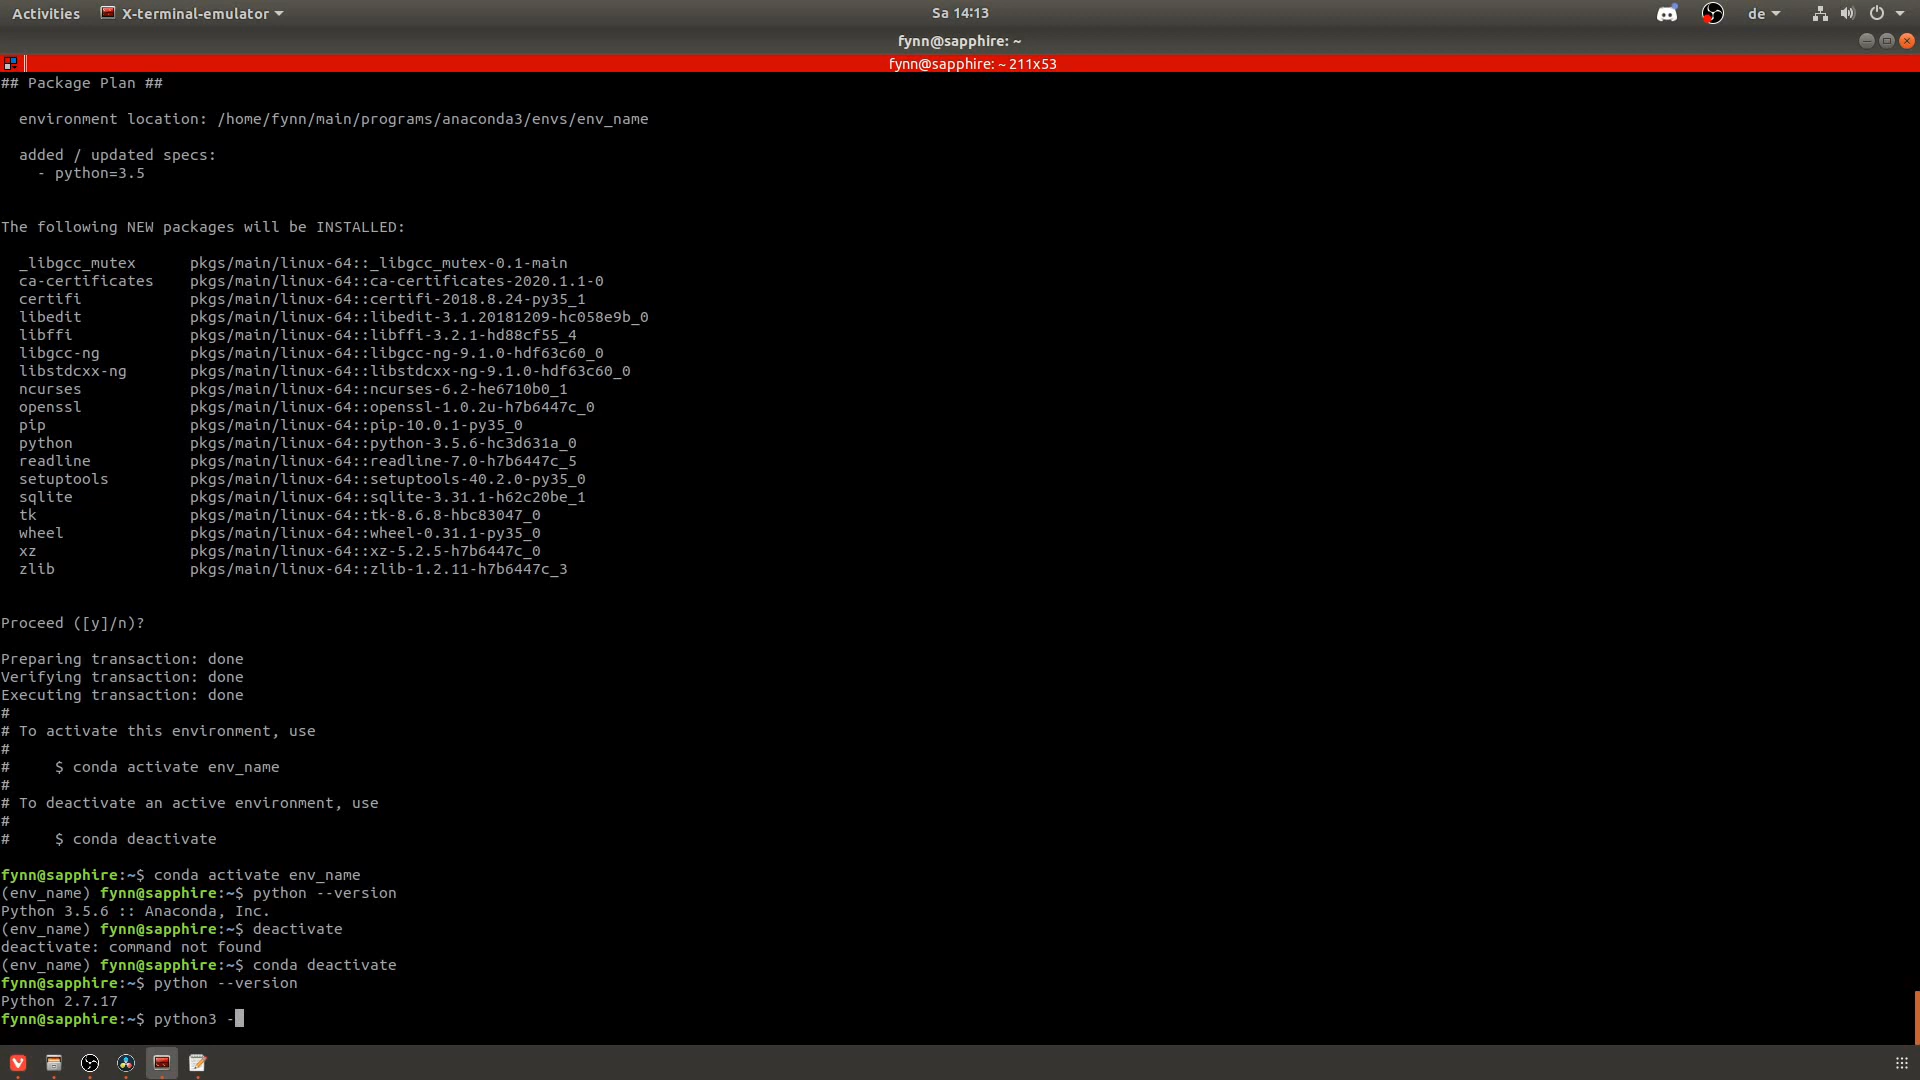 Activities X-terminal-emulator Sa 14:13 de
fynn@sapphire: ~
fynn@sapphire: ~ 211x53
## Package Plan ##
environment location: /home/fynn/main/programs/anaconda3/envs/env_name
added / updated specs:
- python=3.5
The following NEW packages will be INSTALLED:
_libgcc_mutex pkgs/main/linux-64::_libgcc_mutex-0.1-main
ca-certificates pkgs/main/linux-64::ca-certificates-2020.1.1-0
certifi pkgs/main/linux-64::certifi-2018.8.24-py35_1
libedit pkgs/main/linux-64::libedit-3.1.20181209-hc058e9b_0
libffi pkgs/main/linux-64::libffi-3.2.1-hd88cf55_4
libgcc-ng pkgs/main/linux-64::libgcc-ng-9.1.0-hdf63c60_0
libstdcxx-ng pkgs/main/linux-64::libstdcxx-ng-9.1.0-hdf63c60_0
ncurses pkgs/main/linux-64::ncurses-6.2-he6710b0_1
openssl pkgs/main/linux-64::openssl-1.0.2u-h7b6447c_0
pip pkgs/main/linux-64::pip-10.0.1-py35_0
python pkgs/main/linux-64::python-3.5.6-hc3d631a_0
readline pkgs/main/linux-64::readline-7.0-h7b6447c_5
setuptools pkgs/main/linux-64::setuptools-40.2.0-py35_0
sqlite pkgs/main/linux-64::sqlite-3.31.1-h62c20be_1
tk pkgs/main/linux-64::tk-8.6.8-hbc83047_0
wheel pkgs/main/linux-64::wheel-0.31.1-py35_0
xz pkgs/main/linux-64::xz-5.2.5-h7b6447c_0
zlib pkgs/main/linux-64::zlib-1.2.11-h7b6447c_3
Proceed ([y]/n)?
Preparing transaction: done
Verifying transaction: done
Executing transaction: done
#
# To activate this environment, use
#
# $ conda activate env_name
#
# To deactivate an active environment, use
#
# $ conda deactivate
fynn@sapphire:~$ conda activate env_name
(env_name) fynn@sapphire:~$ python --version
Python 3.5.6 :: Anaconda, Inc.
(env_name) fynn@sapphire:~$ deactivate
deactivate: command not found
(env_name) fynn@sapphire:~$ conda deactivate
fynn@sapphire:~$ python --version
Python 2.7.17
fynn@sapphire:~$ python3 -